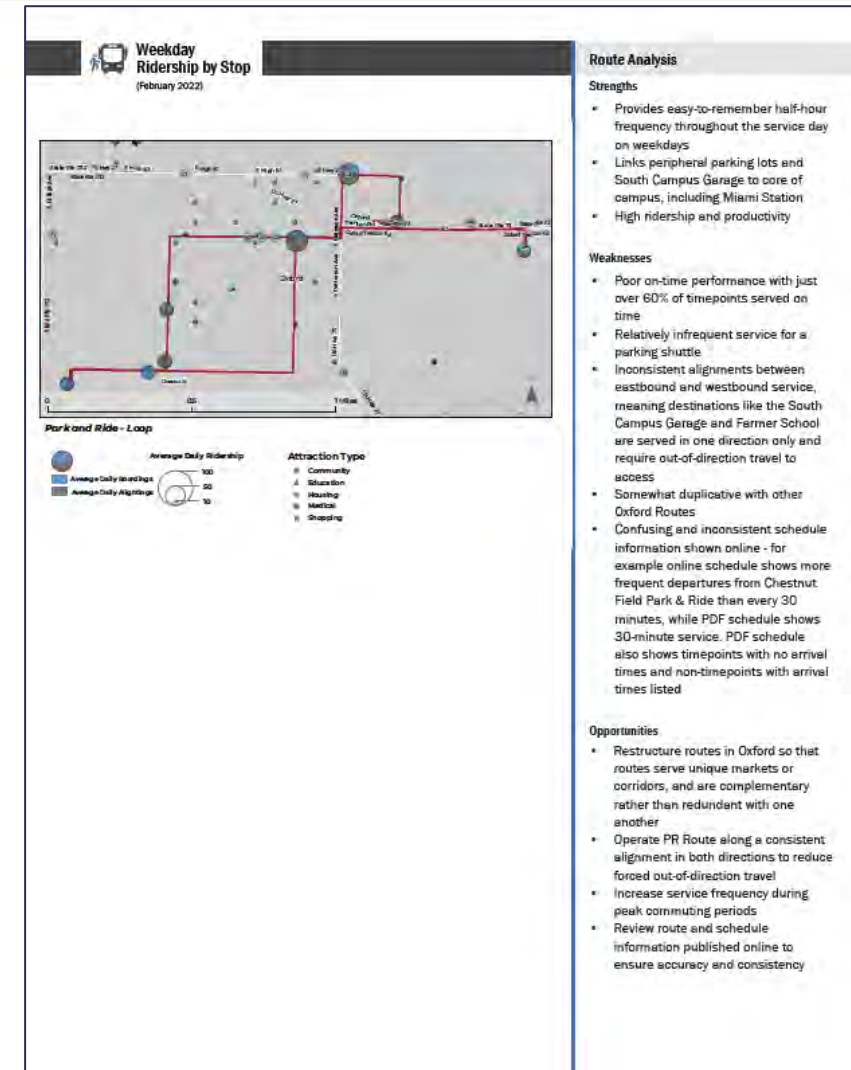 Weekday
Ridership by Stop
(February 2022)
0
0.5
1 Miles
Park and Ride - Loop
Average Daily Ridership
Average Daily Boardings
Average Daily Alightings
100
50
10
Attraction Type
Community
Education
Housing
Medical
Shopping
Route Analysis
Strengths
• Provides easy-to-remember half-hour
frequency throughout the service day
on weekdays
• Links peripheral parking lots and
South Campus Garage to core of
campus, including Miami Station
• High ridership and productivity
Weaknesses
• Poor on-time performance with just
over 60% of timepoints served on
time
• Relatively infrequent service for a
parking shuttle
• Inconsistent alignments between
eastbound and westbound service,
meaning destinations like the South
Campus Garage and Farmer School
are served in one direction only and
require out-of-direction travel to
access
• Somewhat duplicative with other
Oxford Routes
• Confusing and inconsistent schedule
information shown online - for
example online schedule shows more
frequent departures from Chestnut
Field Park & Ride than every 30
minutes, while PDF schedule shows
30-minute service. PDF schedule
also shows timepoints with no arrival
times and non-timepoints with arrival
times listed
Opportunities
• Restructure routes in Oxford so that
routes serve unique markets or
corridors, and are complementary
rather than redundant with one
another
• Operate PR Route along a consistent
alignment in both directions to reduce
forced out-of-direction travel
• Increase service frequency during
peak commuting periods
• Review route and schedule
information published online to
ensure accuracy and consistency